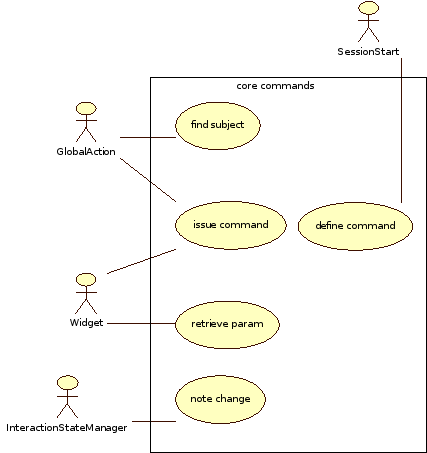 SessionStart
core commands
find subject
GlobalAction
issue command
define command
Widget
retrieve param
note change
InteractionStateManager